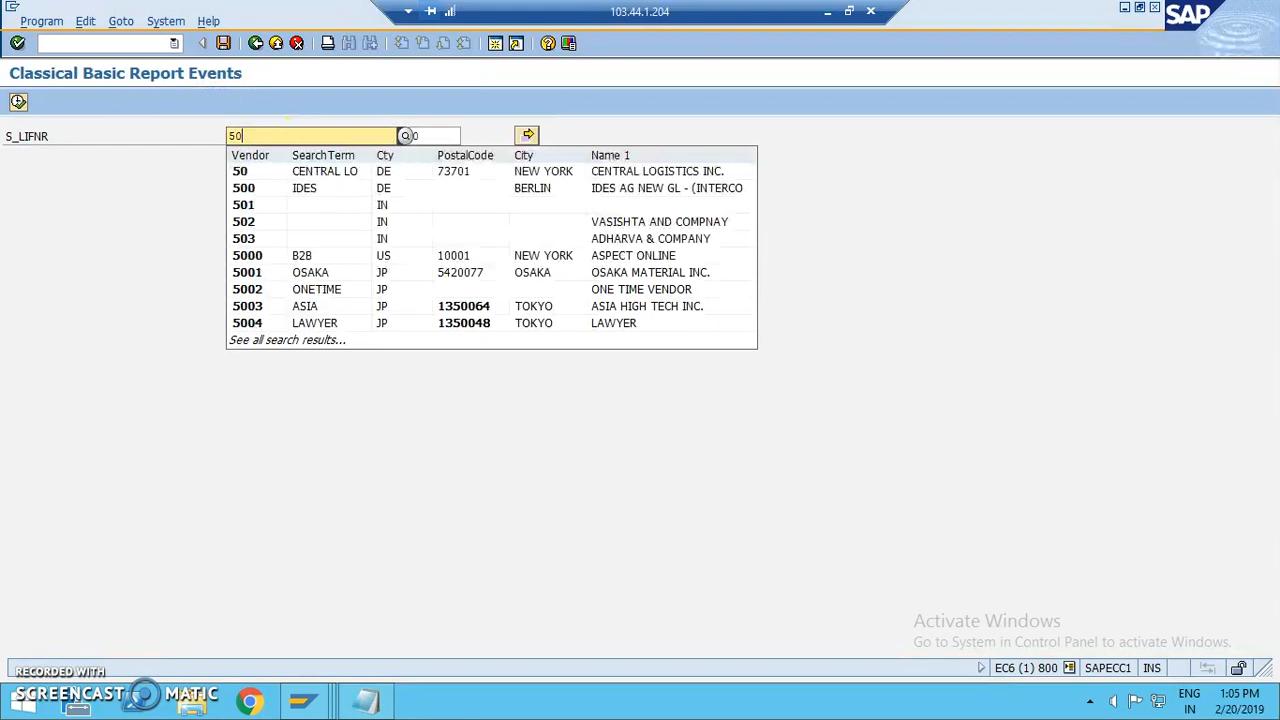 Program Edit Goto System Help
103.44.1.204
SAP
Classical Basic Report Events
S_LIFNR 50 0
Vendor SearchTerm Cty PostalCode City Name 1
50 CENTRAL LO DE 73701 NEW YORK CENTRAL LOGISTICS INC.
500 IDES DE BERLIN IDES AG NEW GL - (INTERCO
501 IN
502 IN VASISHTA AND COMPNAY
503 IN ADHARVA & COMPANY
5000 B2B US 10001 NEW YORK ASPECT ONLINE
5001 OSAKA JP 5420077 OSAKA OSAKA MATERIAL INC.
5002 ONETIME JP ONE TIME VENDOR
5003 ASIA JP 1350064 TOKYO ASIA HIGH TECH INC.
5004 LAWYER JP 1350048 TOKYO LAWYER
See all search results...
Activate Windows
Go to System in Control Panel to activate Windows.
EC6 (1) 800 SAPECC1 INS
RECORDED WITH
SCREENCAST MATIC
ENG 1:05 PM
IN 2/20/2019